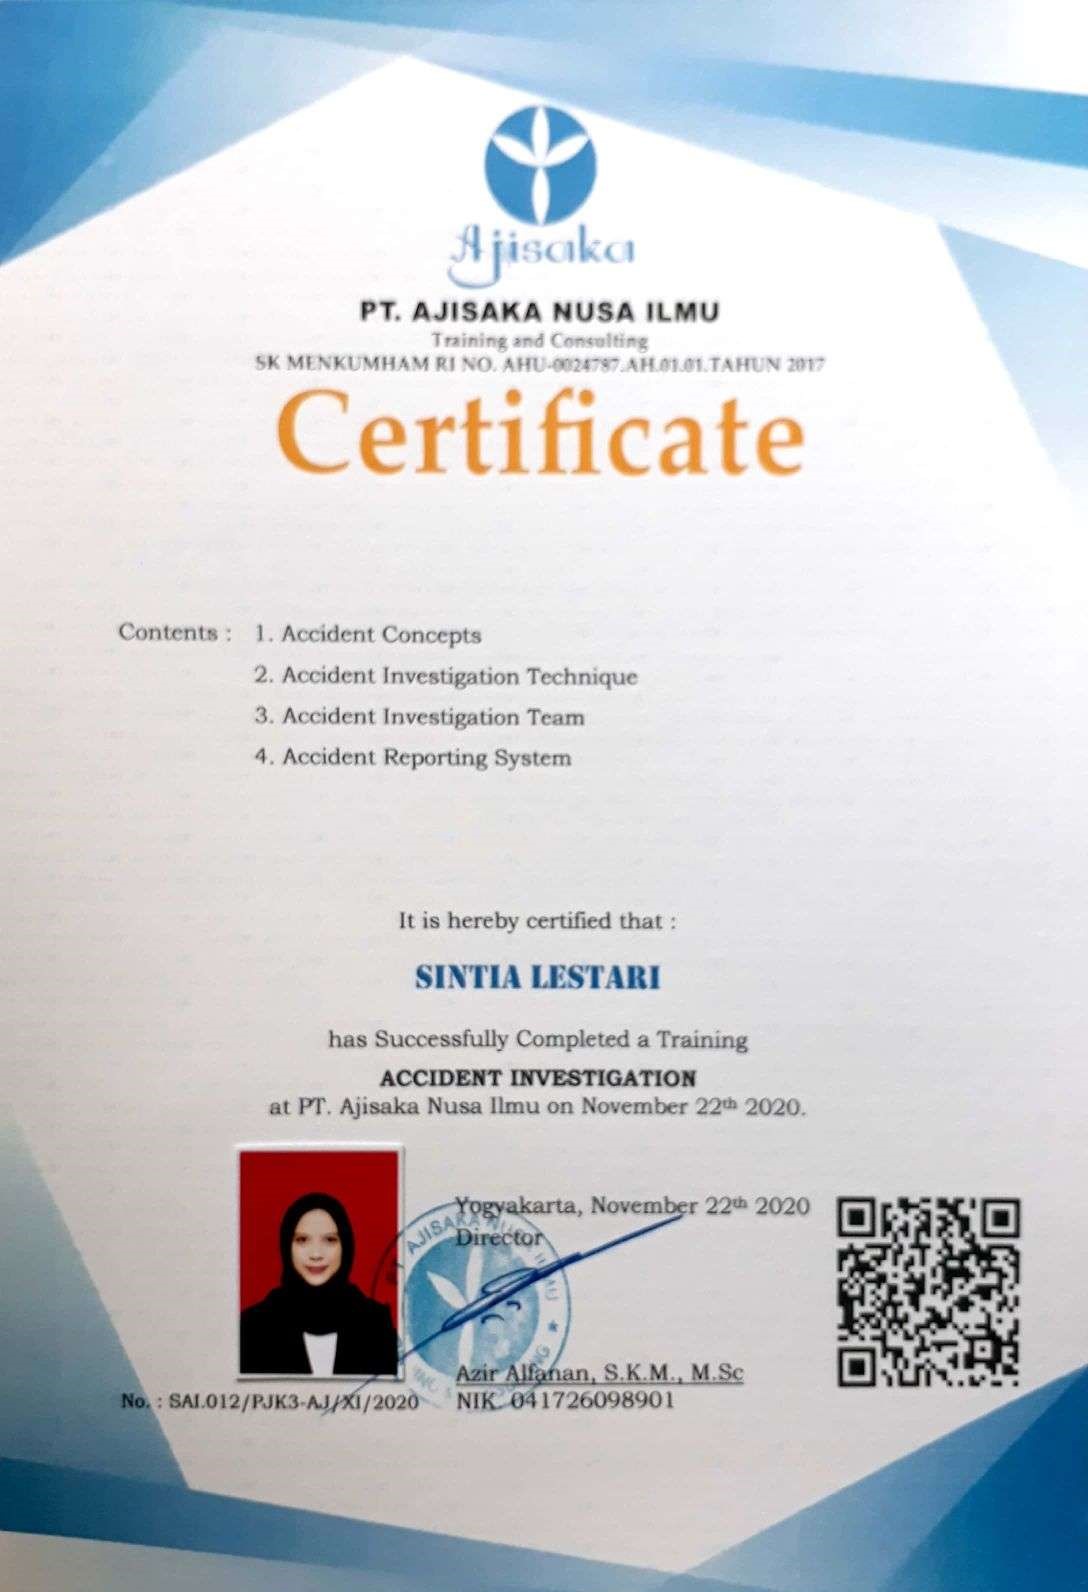 Ajisaka
PT. AJISAKA NUSA ILMU
Training and Consulting
SK MENKUMHAM RI NO. AHU-0024787.AH.01.01.TAHUN 2017
Certificate
Contents : 1. Accident Concepts
2. Accident Investigation Technique
3. Accident Investigation Team
4. Accident Reporting System
It is hereby certified that :
SINTIA LESTARI
has Successfully Completed a Training
ACCIDENT INVESTIGATION
at PT. Ajisaka Nusa Ilmu on November 22th 2020.
Yogyakarta, November 22th 2020
Director
PT AJISAKA NUSA ILMU
Azir Alfanan, S.K.M., M.Sc
No. : SAI.012/PJK3-AJ/XI/2020 NIK. 041726098901